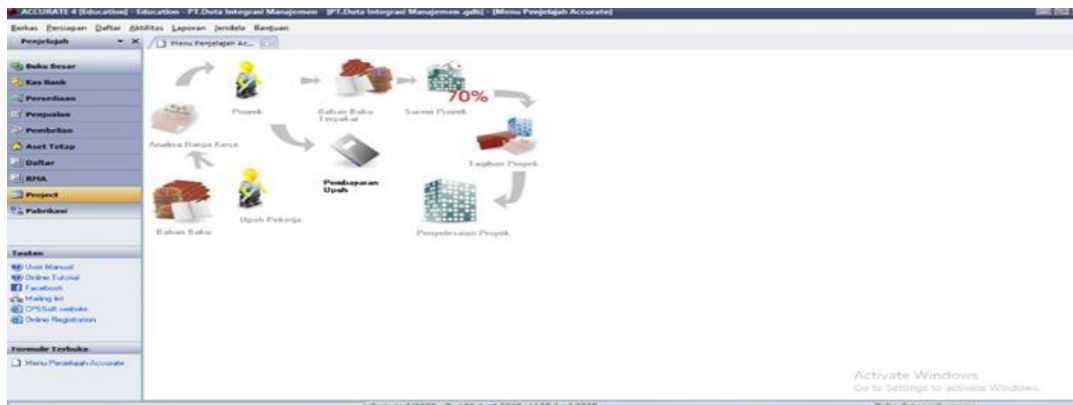 ACCURATE 4 [Education] - Education - PT.Duta Integrasi Manajemen [PT.Duta Integrasi Manajemen .gdb] - [Menu Penjelajah Accurate]
Berkas Persiapan Daftar Aktifitas Laporan Jendela Bantuan
Penjelajah
Menu Penjelajah Ac...
Buku Besar
Kas Bank
Persediaan
Penjualan
Pembelian
Aset Tetap
Daftar
RMA
Project
Pabrikasi
Proyek
Bahan Baku
Terpakai
70%
Survei Proyek
Analisa Harga Kerja
Tagihan Proyek
Pembayaran
Upah
Upah Pekerja
Bahan Baku
Penyelesaian Proyek
Tautan
User Manual
Online Tutorial
Facebook
Mailing list
CPSSoft website
Online Registration
Formulir Terbuka
Menu Penjelajah Accurate
Activate Windows
Go to Settings to activate Windows.